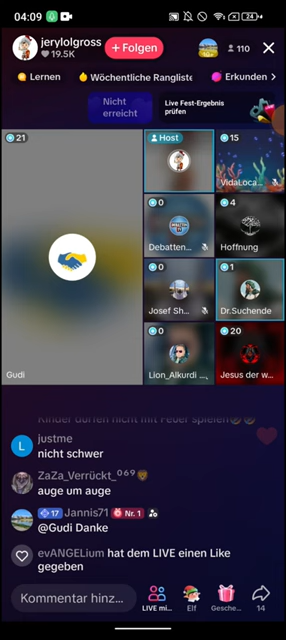 04:09
24
jerylolgross
19.5K
+ Folgen
110
Lernen
Wöchentliche Rangliste
Erkunden >
Nicht
erreicht
Live Fest-Ergebnis
prüfen
21
Host
15
VidaLoca...
0
Debatten...
4
Hoffnung
0
Josef Sh...
1
Dr.Suchende
0
Lion_Alkurdi ...
20
Jesus der w...
Gudi
Kinder dürfen nicht mit Feuer spielen
L
justme
nicht schwer
ZaZa_Verrückt_⁰⁶⁹
auge um auge
17 Jannis71 Nr. 1
@Gudi Danke
evANGELium hat dem LIVE einen Like
gegeben
Kommentar hinz...
LIVE mi...
Elf
Gesche...
14